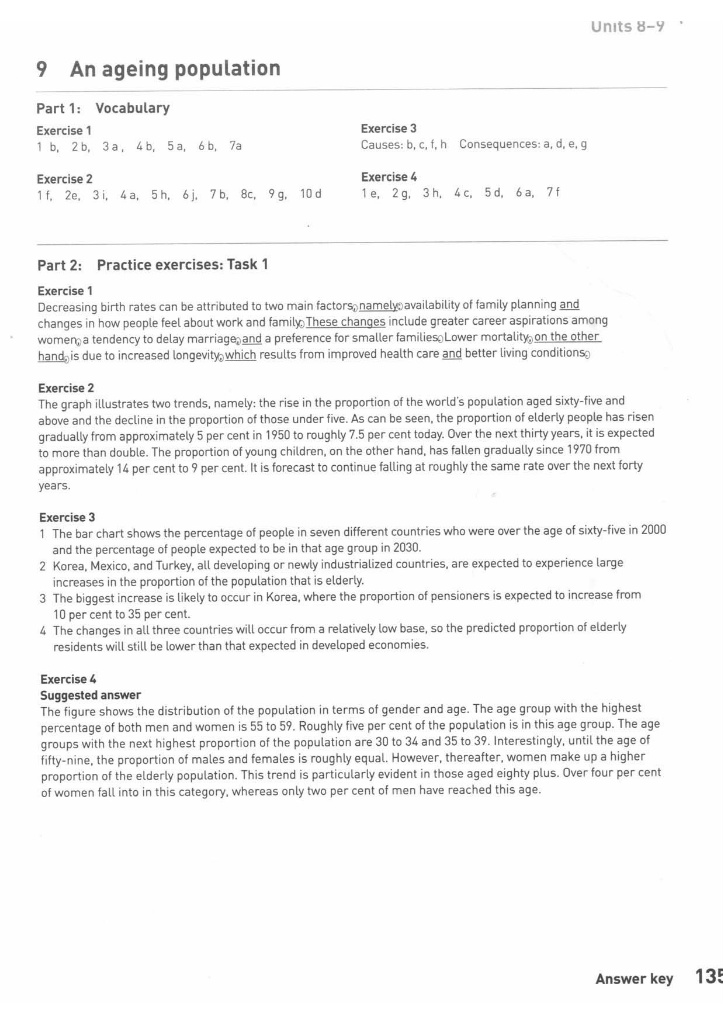 Units 8–9
9 An ageing population
Part 1: Vocabulary
Exercise 1
1 b, 2 b, 3 a, 4 b, 5 a, 6 b, 7a
Exercise 2
1 f, 2e, 3 i, 4 a, 5 h, 6 j, 7 b, 8c, 9 g, 10 d
Exercise 3
Causes: b, c, f, h Consequences: a, d, e, g
Exercise 4
1 e, 2 g, 3 h, 4 c, 5 d, 6 a, 7 f
Part 2: Practice exercises: Task 1
Exercise 1
Decreasing birth rates can be attributed to two main factors, namely: availability of family planning and
changes in how people feel about work and family. These changes include greater career aspirations among
women, a tendency to delay marriage, and a preference for smaller families. Lower mortality, on the other
hand, is due to increased longevity, which results from improved health care and better living conditions.
Exercise 2
The graph illustrates two trends, namely: the rise in the proportion of the world's population aged sixty-five and
above and the decline in the proportion of those under five. As can be seen, the proportion of elderly people has risen
gradually from approximately 5 per cent in 1950 to roughly 7.5 per cent today. Over the next thirty years, it is expected
to more than double. The proportion of young children, on the other hand, has fallen gradually since 1970 from
approximately 14 per cent to 9 per cent. It is forecast to continue falling at roughly the same rate over the next forty
years.
Exercise 3
1 The bar chart shows the percentage of people in seven different countries who were over the age of sixty-five in 2000
and the percentage of people expected to be in that age group in 2030.
2 Korea, Mexico, and Turkey, all developing or newly industrialized countries, are expected to experience large
increases in the proportion of the population that is elderly.
3 The biggest increase is likely to occur in Korea, where the proportion of pensioners is expected to increase from
10 per cent to 35 per cent.
4 The changes in all three countries will occur from a relatively low base, so the predicted proportion of elderly
residents will still be lower than that expected in developed economies.
Exercise 4
Suggested answer
The figure shows the distribution of the population in terms of gender and age. The age group with the highest
percentage of both men and women is 55 to 59. Roughly five per cent of the population is in this age group. The age
groups with the next highest proportion of the population are 30 to 34 and 35 to 39. Interestingly, until the age of
fifty-nine, the proportion of males and females is roughly equal. However, thereafter, women make up a higher
proportion of the elderly population. This trend is particularly evident in those aged eighty plus. Over four per cent
of women fall into in this category, whereas only two per cent of men have reached this age.
Answer key 135